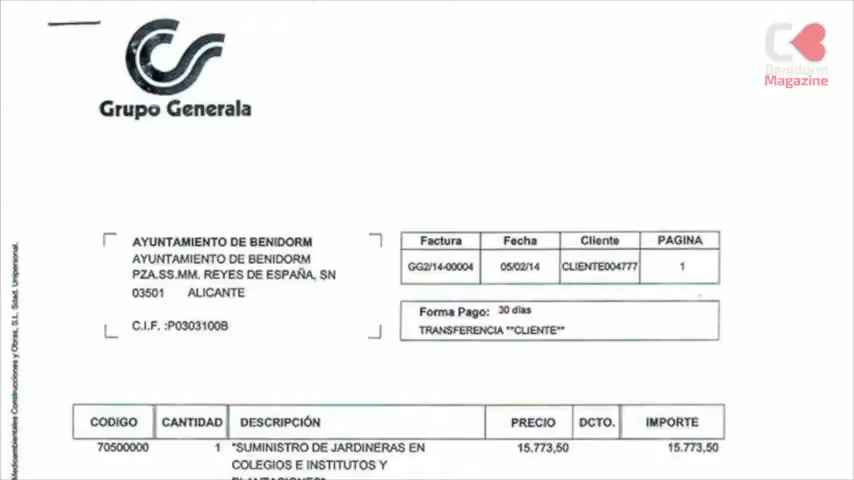 Benidorm
Magazine
Grupo Generala
AYUNTAMIENTO DE BENIDORM
AYUNTAMIENTO DE BENIDORM
PZA.SS.MM. REYES DE ESPAÑA, SN
03501 ALICANTE
C.I.F. :P0303100B
Factura Fecha Cliente PAGINA
GG2/14-00004 05/02/14 CLIENTE004777 1
Forma Pago: 30 días
TRANSFERENCIA **CLIENTE**
CODIGO CANTIDAD DESCRIPCIÓN PRECIO DCTO. IMPORTE
70500000 1 "SUMINISTRO DE JARDINERAS EN 15.773,50 15.773,50
COLEGIOS E INSTITUTOS Y
PLANTACIONES"
Medioambientales Construcciones y Obras, S.L. Sdad. Unipersonal.